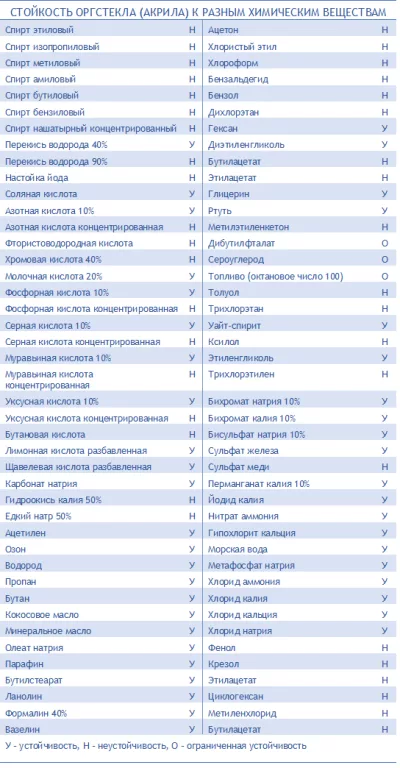 СТОЙКОСТЬ ОРГСТЕКЛА (АКРИЛА) К РАЗНЫМ ХИМИЧЕСКИМ ВЕЩЕСТВАМ
Спирт этиловый Н Ацетон Н
Спирт изопропиловый Н Хлористый этил Н
Спирт метиловый Н Хлороформ Н
Спирт амиловый Н Бензальдегид Н
Спирт бутиловый Н Бензол Н
Спирт бензиловый Н Дихлорэтан Н
Спирт нашатырный концентрированный Н Гексан У
Перекись водорода 40% У Диэтиленгликоль У
Перекись водорода 90% Н Бутилацетат Н
Настойка йода Н Этилацетат Н
Соляная кислота У Глицерин У
Азотная кислота 10% У Ртуть У
Азотная кислота концентрированная Н Метилэтиленкетон Н
Фтористоводородная кислота Н Дибутилфталат О
Хромовая кислота 40% Н Сероуглерод О
Молочная кислота 20% У Топливо (октановое число 100) О
Фосфорная кислота 10% У Толуол Н
Фосфорная кислота концентрированная Н Трихлорэтан Н
Серная кислота 10% У Уайт-спирит У
Серная кислота концентрированная Н Ксилол Н
Муравьиная кислота 10% У Этиленгликоль У
Муравьиная кислота Н Трихлорэтилен Н
концентрированная
Уксусная кислота 10% У Бихромат натрия 10% У
Уксусная кислота концентрированная Н Бихромат калия 10% У
Бутановая кислота Н Бисульфат натрия 10% У
Лимонная кислота разбавленная У Сульфат железа У
Щавелевая кислота разбавленная У Сульфат меди Н
Карбонат натрия У Перманганат калия 10% У
Гидроокись калия 50% Н Йодид калия У
Едкий натр 50% Н Нитрат аммония У
Ацетилен У Гипохлорит кальция У
Озон У Морская вода У
Водород У Метафосфат натрия У
Пропан У Хлорид аммония У
Бутан У Хлорид калия У
Кокосовое масло У Хлорид кальция У
Минеральное масло У Хлорид натрия У
Олеат натрия У Фенол Н
Парафин У Крезол Н
Бутилстеарат У Этилацетат Н
Ланолин У Циклогексан Н
Формалин 40% У Метиленхлорид Н
Вазелин У Бутилацетат Н
У - устойчивость, Н - неустойчивость, О - ограниченная устойчивость